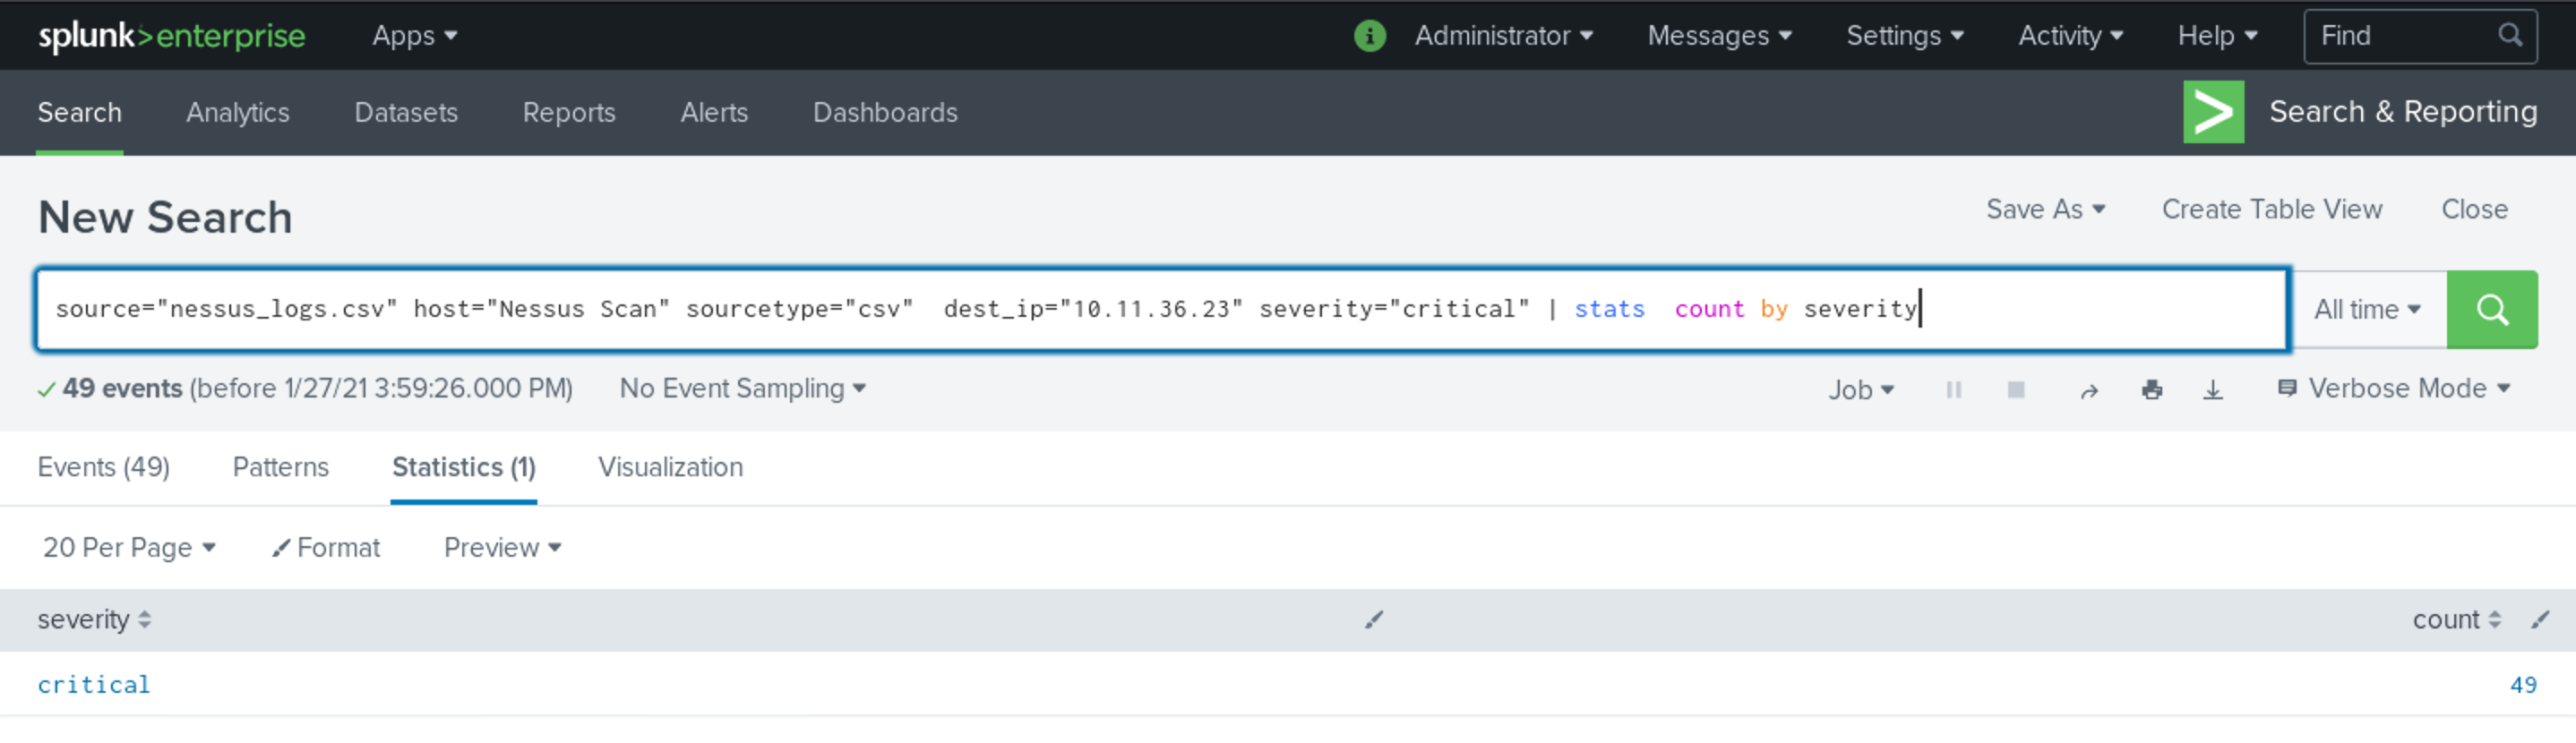 splunk>enterprise Apps Administrator Messages Settings Activity Help Find
Search Analytics Datasets Reports Alerts Dashboards Search & Reporting
New Search Save As Create Table View Close
source="nessus_logs.csv" host="Nessus Scan" sourcetype="csv"  dest_ip="10.11.36.23" severity="critical" | stats  count by severity All time
49 events (before 1/27/21 3:59:26.000 PM) No Event Sampling Job Verbose Mode
Events (49) Patterns Statistics (1) Visualization
20 Per Page Format Preview
severity count
critical 49